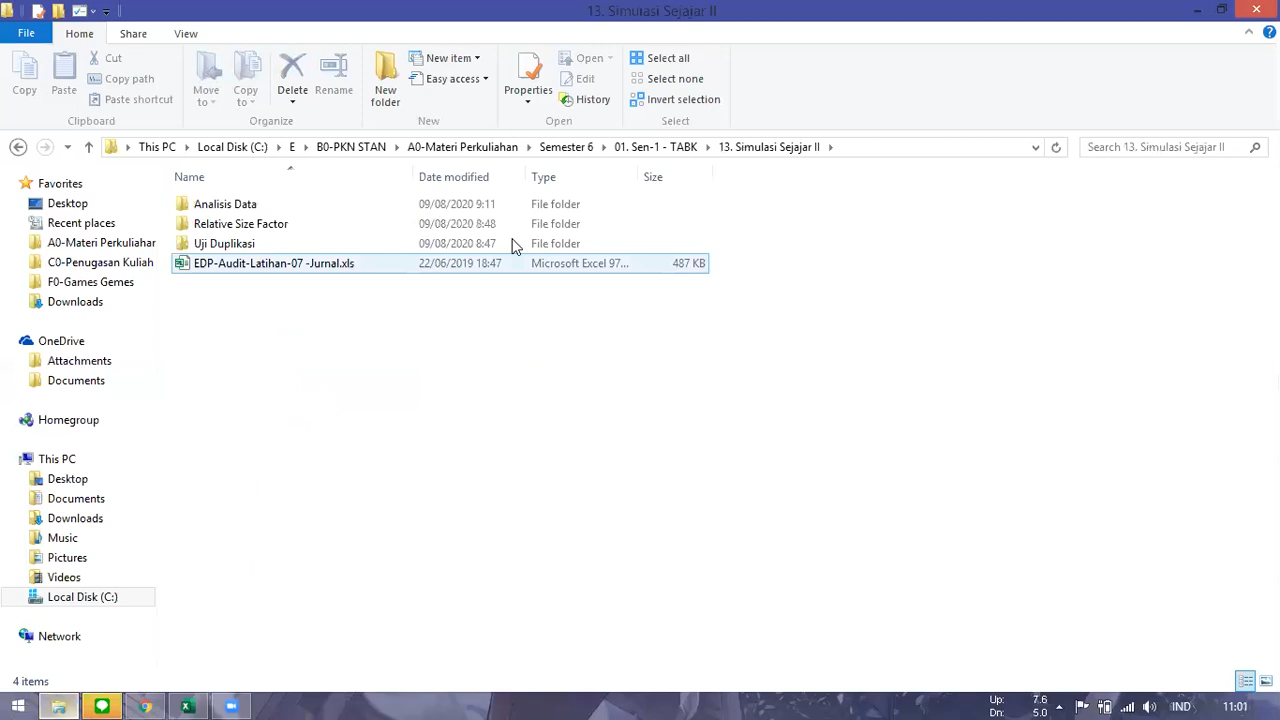 13. Simulasi Sejajar II
File Home Share View
Copy
Paste
Cut
Copy path
Paste shortcut
Clipboard
Move to
Copy to
Delete
Rename
Organize
New folder
New item
Easy access
New
Properties
Open
Edit
History
Open
Select all
Select none
Invert selection
Select
This PC Local Disk (C:) E B0-PKN STAN A0-Materi Perkuliahan Semester 6 01. Sen-1 - TABK 13. Simulasi Sejajar II
Search 13. Simulasi Sejajar II
Favorites
Desktop
Recent places
A0-Materi Perkuliahar
C0-Penugasan Kuliah
F0-Games Gemes
Downloads
OneDrive
Attachments
Documents
Homegroup
This PC
Desktop
Documents
Downloads
Music
Pictures
Videos
Local Disk (C:)
Network
Name Date modified Type Size
Analisis Data 09/08/2020 9:11 File folder
Relative Size Factor 09/08/2020 8:48 File folder
Uji Duplikasi 09/08/2020 8:47 File folder
EDP-Audit-Latihan-07 -Jurnal.xls 22/06/2019 18:47 Microsoft Excel 97... 487 KB
4 items
Up: 7.6
Dn: 5.0
IND 11:01